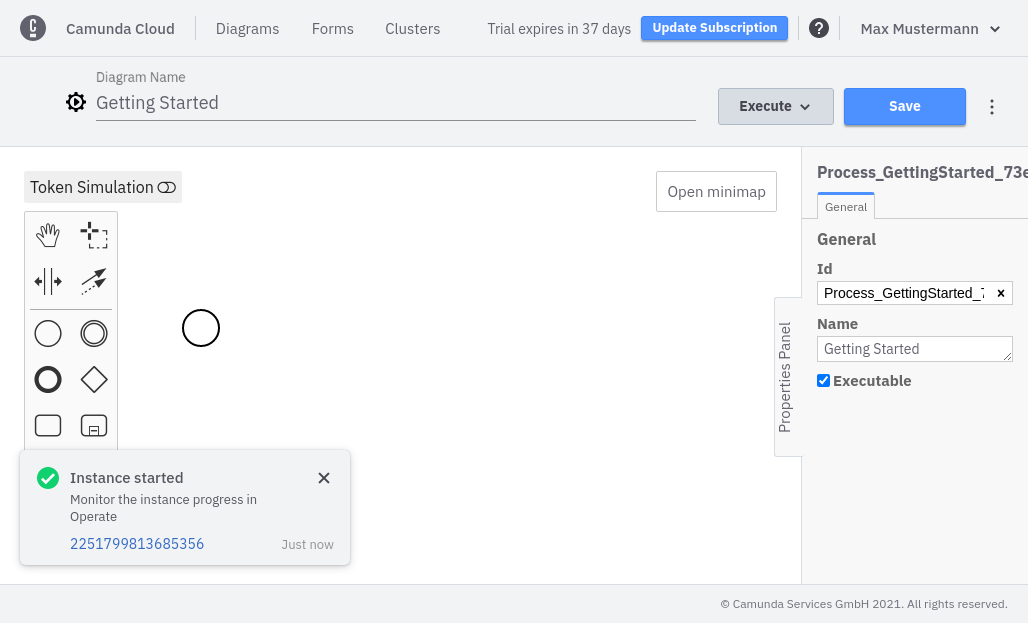 Camunda Cloud
Diagrams
Forms
Clusters
Trial expires in 37 days
Update Subscription
?
Max Mustermann
Diagram Name
Getting Started
Execute
Save
Token Simulation
Open minimap
Properties Panel
Process_GettingStarted_73e
General
General
Id
Process_GettingStarted_7
Name
Getting Started
Executable
Instance started
Monitor the instance progress in
Operate
2251799813685356
Just now
© Camunda Services GmbH 2021. All rights reserved.